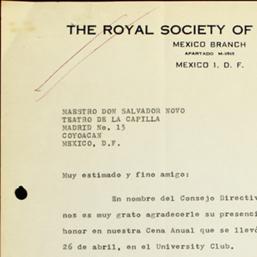 THE ROYAL SOCIETY OF
MEXICO BRANCH
APARTADO
MEXICO 1, D. F.
MAESTRO DON SALVADOR NOVO
TEATRO DE LA CAPILLA
MADRID No. 13
COYOACAN
MEXICO, D.F.
Muy estimado y fino amigo:
En nombre del Consejo Directiv
nos es muy grato agradecerle su presenci
honor en nuestra Cena Anual que se llevó
26 de abril, en el University Club.